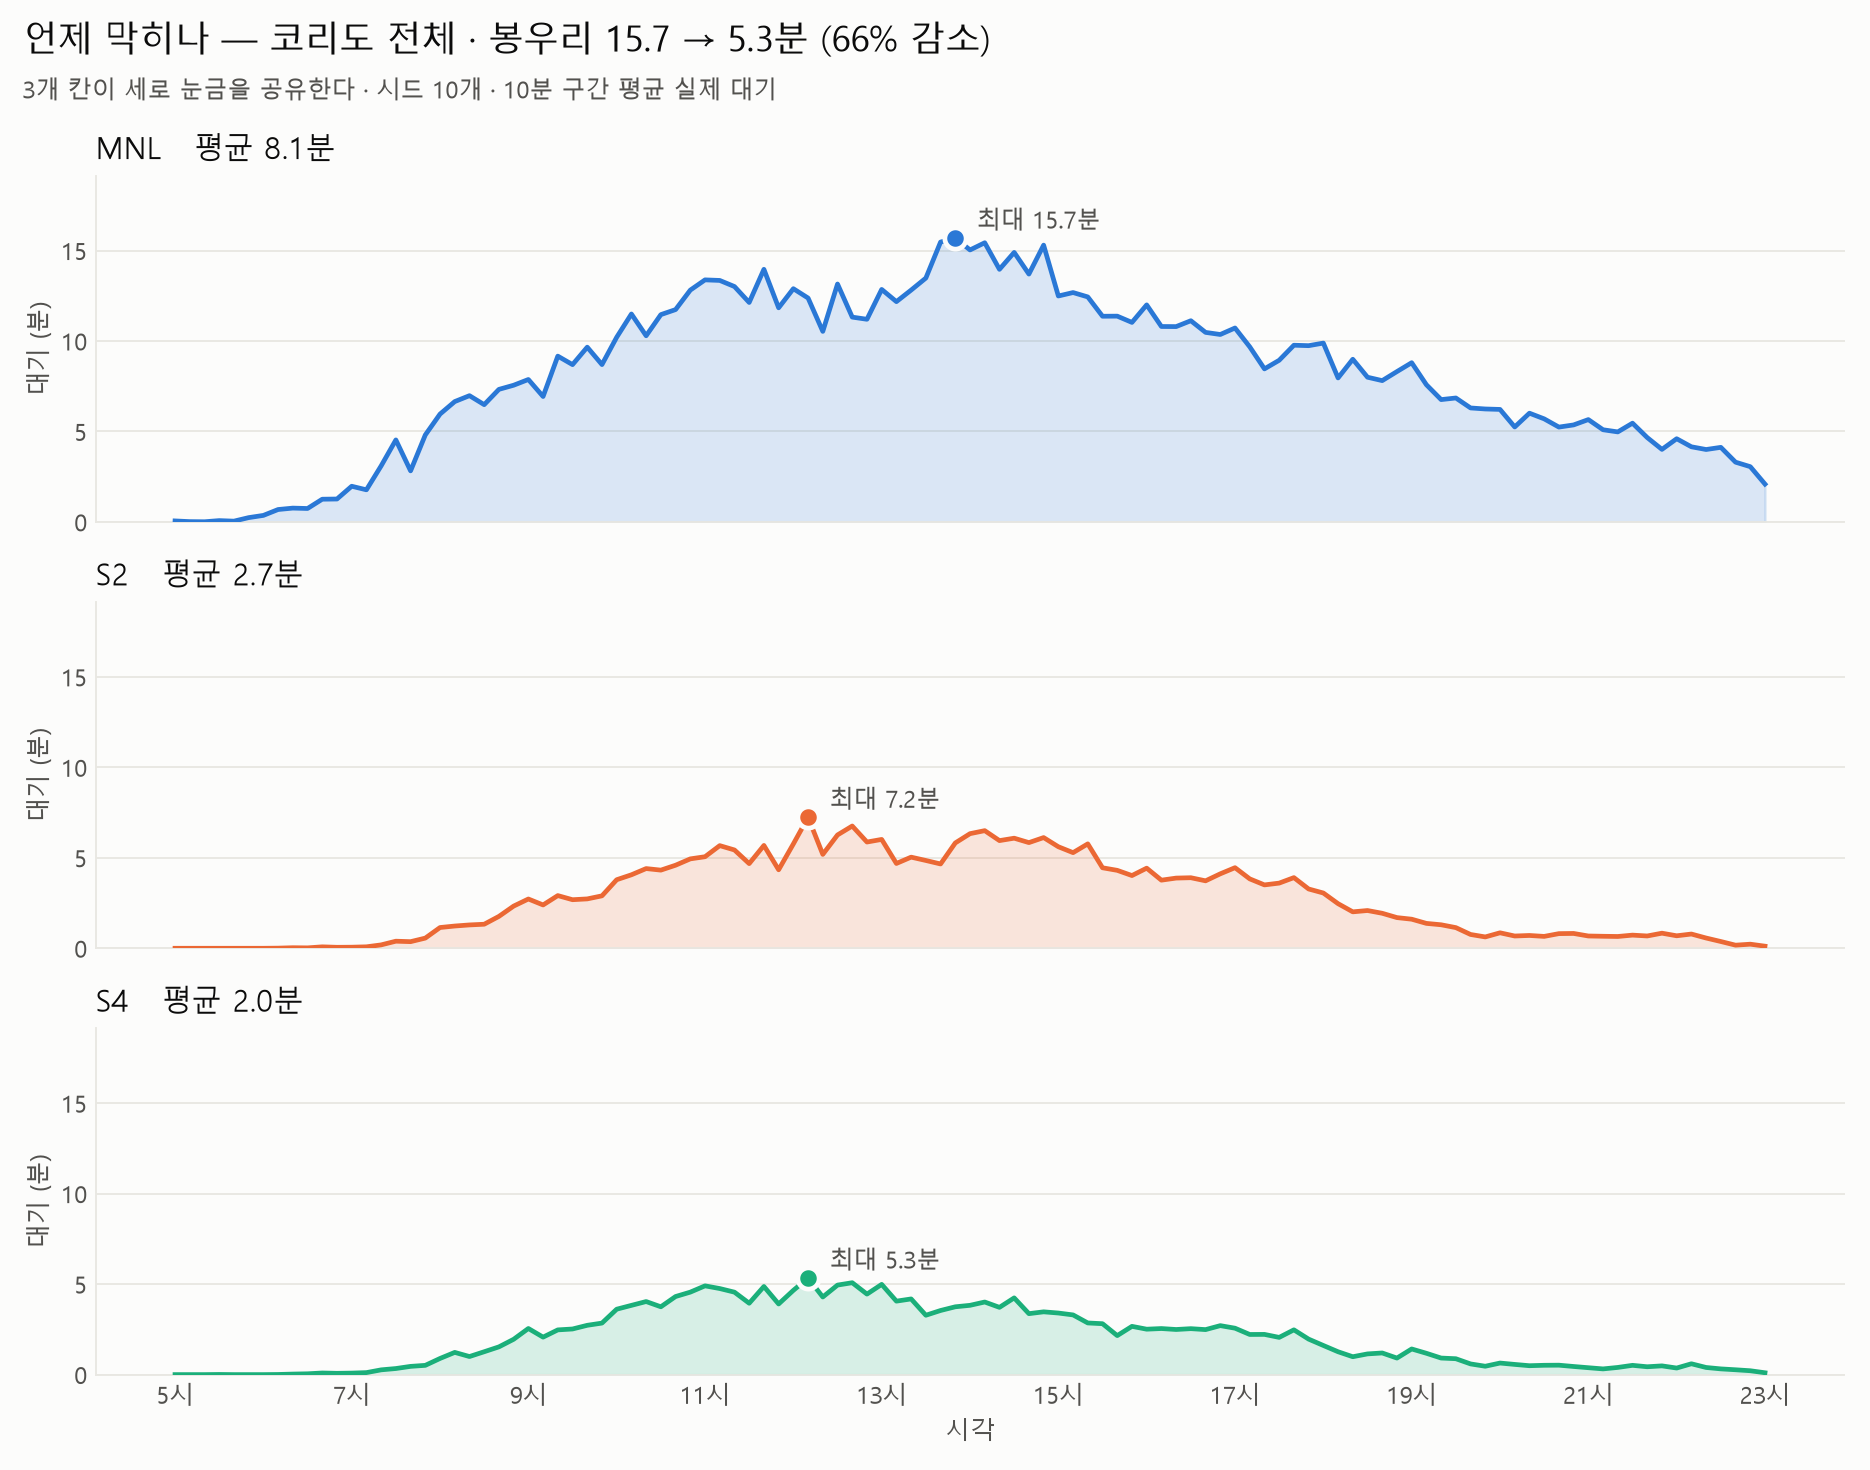 언제 막히나 — 코리도 전체 · 봉우리 15.7 → 5.3분 (66% 감소)
3개 칸이 세로 눈금을 공유한다 · 시드 10개 · 10분 구간 평균 실제 대기
MNL 평균 8.1분
최대 15.7분
15
10
5
0
대기 (분)
S2 평균 2.7분
최대 7.2분
15
10
5
0
대기 (분)
S4 평균 2.0분
최대 5.3분
15
10
5
0
대기 (분)
5시 7시 9시 11시 13시 15시 17시 19시 21시 23시
시각